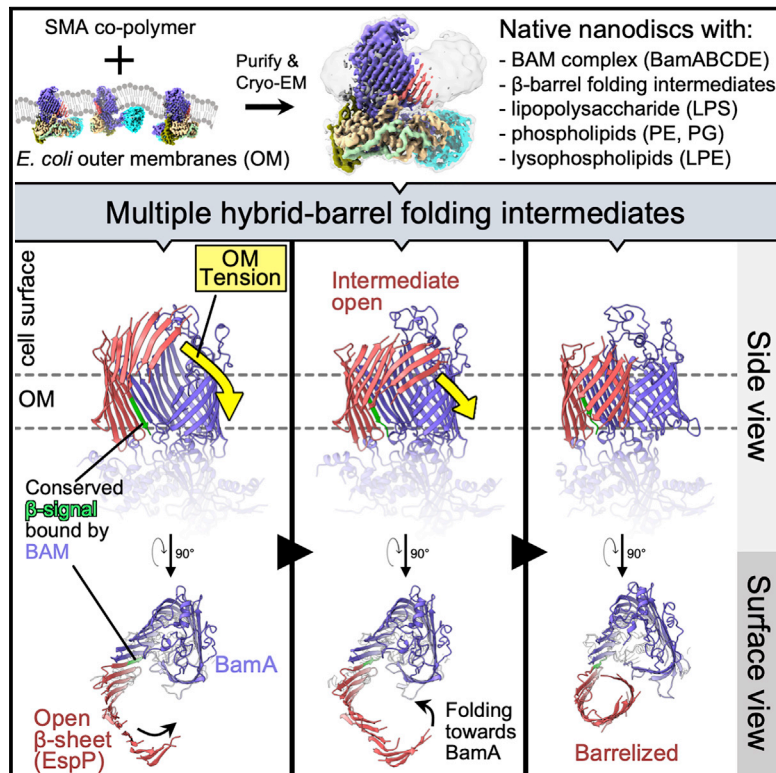 SMA co-polymer
+
E. coli outer membranes (OM)
Purify &
Cryo-EM
Native nanodiscs with:
- BAM complex (BamABCDE)
- β-barrel folding intermediates
- lipopolysaccharide (LPS)
- phospholipids (PE, PG)
- lysophospholipids (LPE)
Multiple hybrid-barrel folding intermediates
OM
Tension
cell surface
OM
Conserved
β-signal
bound by
BAM
Intermediate
open
Side view
90°
90°
90°
BamA
Open
β-sheet
(EspP)
Folding
towards
BamA
Barrelized
Surface view